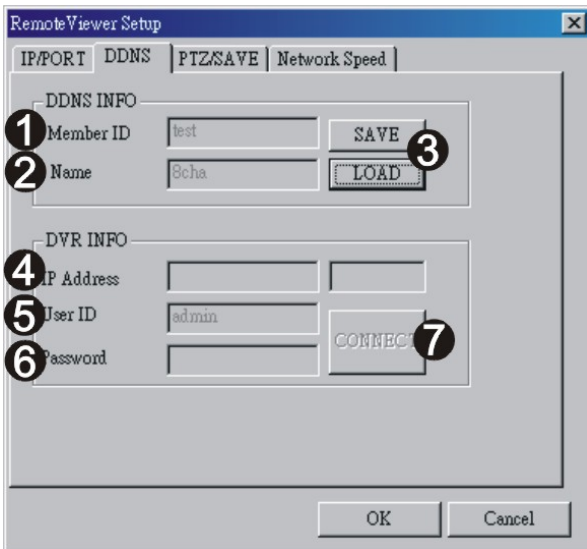 RemoteViewer Setup
IP/PORT DDNS PTZ/SAVE Network Speed
DDNS INFO
1 Member ID test SAVE
2 Name 8cha LOAD 3
DVR INFO
4 IP Address
5 User ID admin
6 Password CONNECT 7
OK Cancel